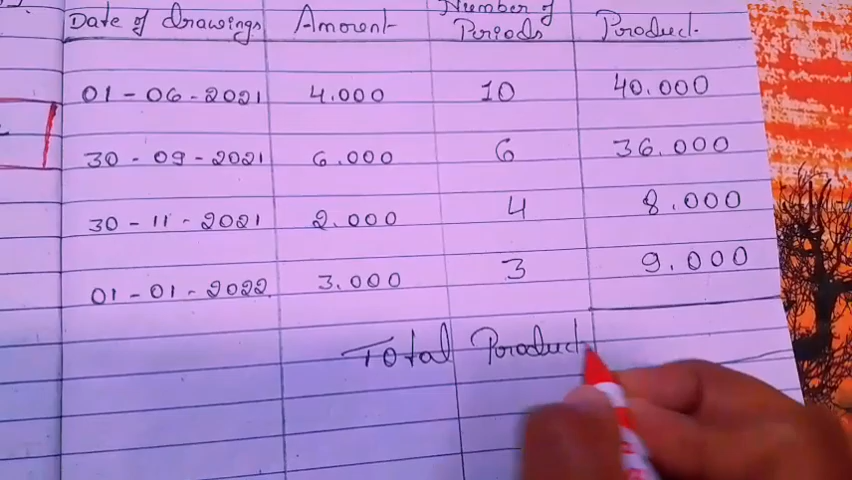 Date of drawings Amount Number of Periods Product.
01-06-2021 4.000 10 40.000
30-09-2021 6.000 6 36.000
30-11-2021 2.000 4 8.000
01-01-2022 3.000 3 9.000
Total Product